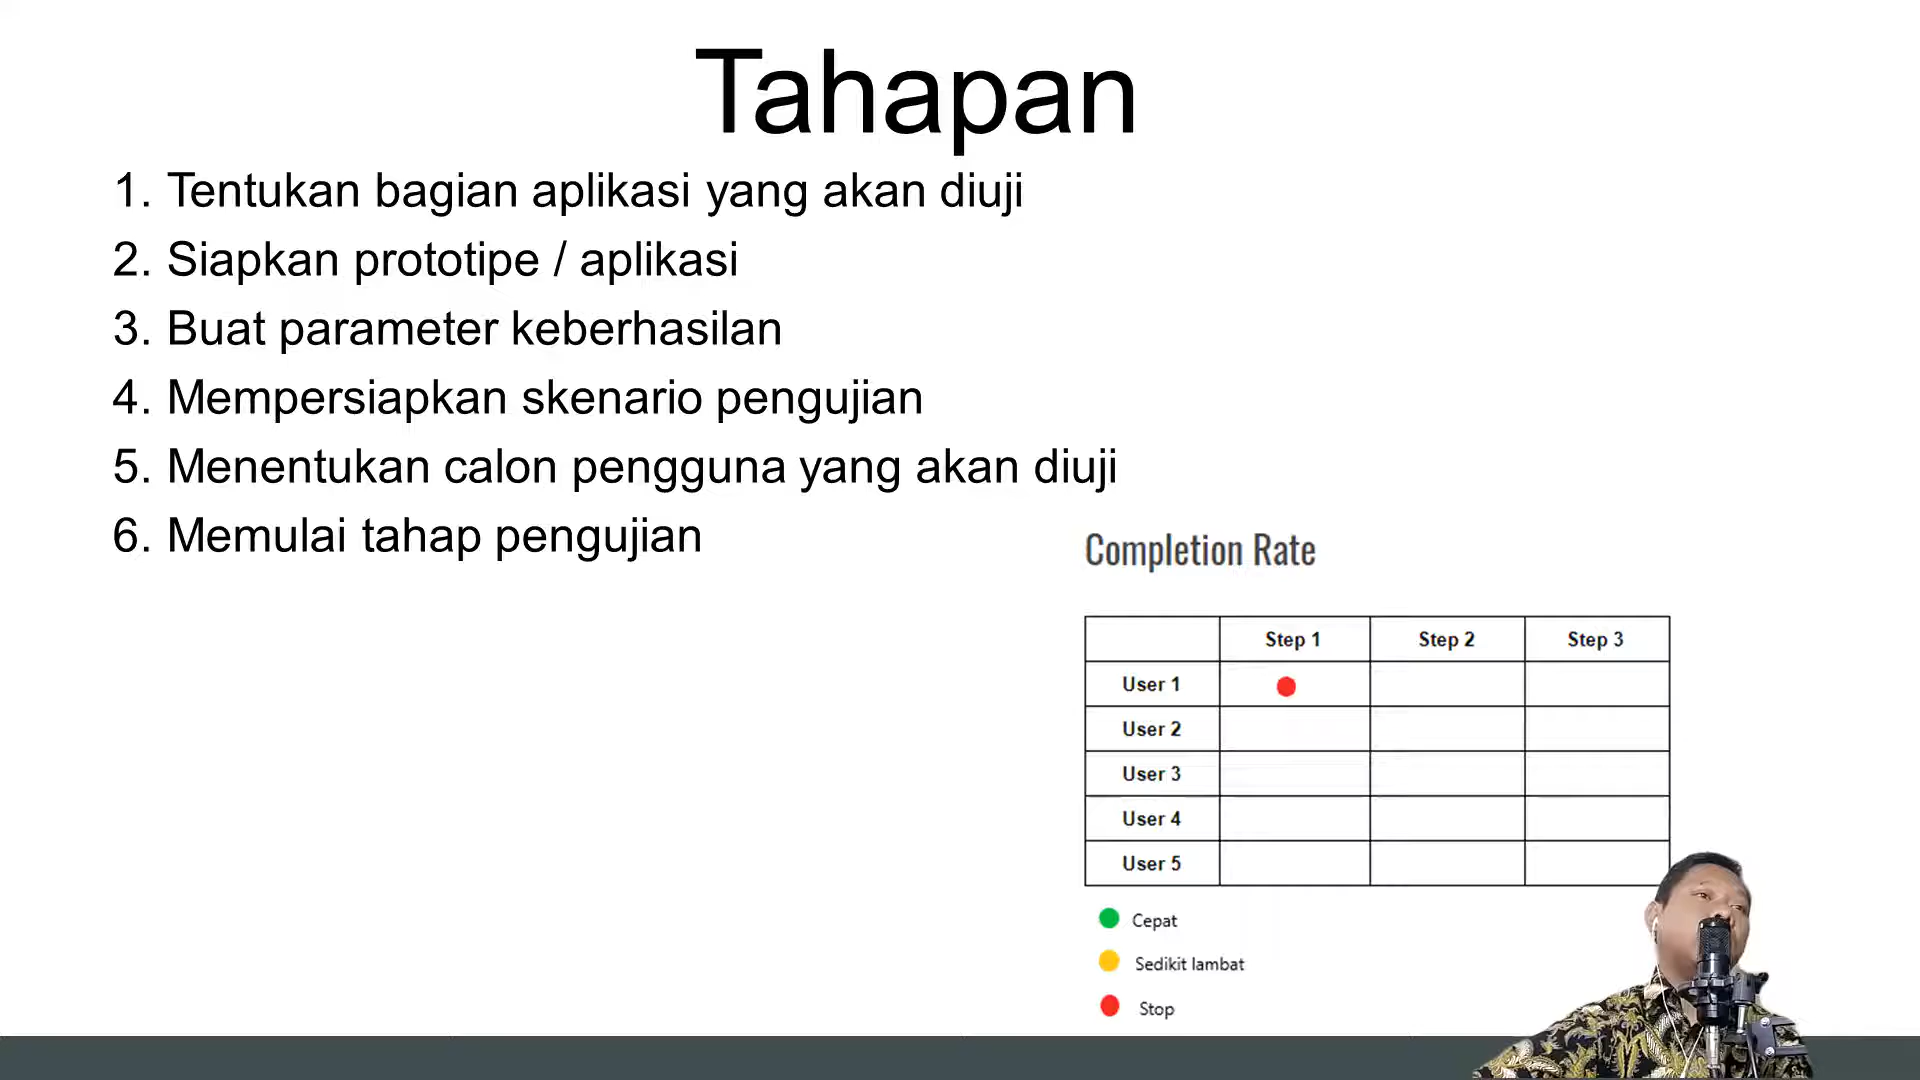 Tahapan
1. Tentukan bagian aplikasi yang akan diuji
2. Siapkan prototipe / aplikasi
3. Buat parameter keberhasilan
4. Mempersiapkan skenario pengujian
5. Menentukan calon pengguna yang akan diuji
6. Memulai tahap pengujian
Completion Rate
Step 1 Step 2 Step 3
User 1
User 2
User 3
User 4
User 5
Cepat
Sedikit lambat
Stop